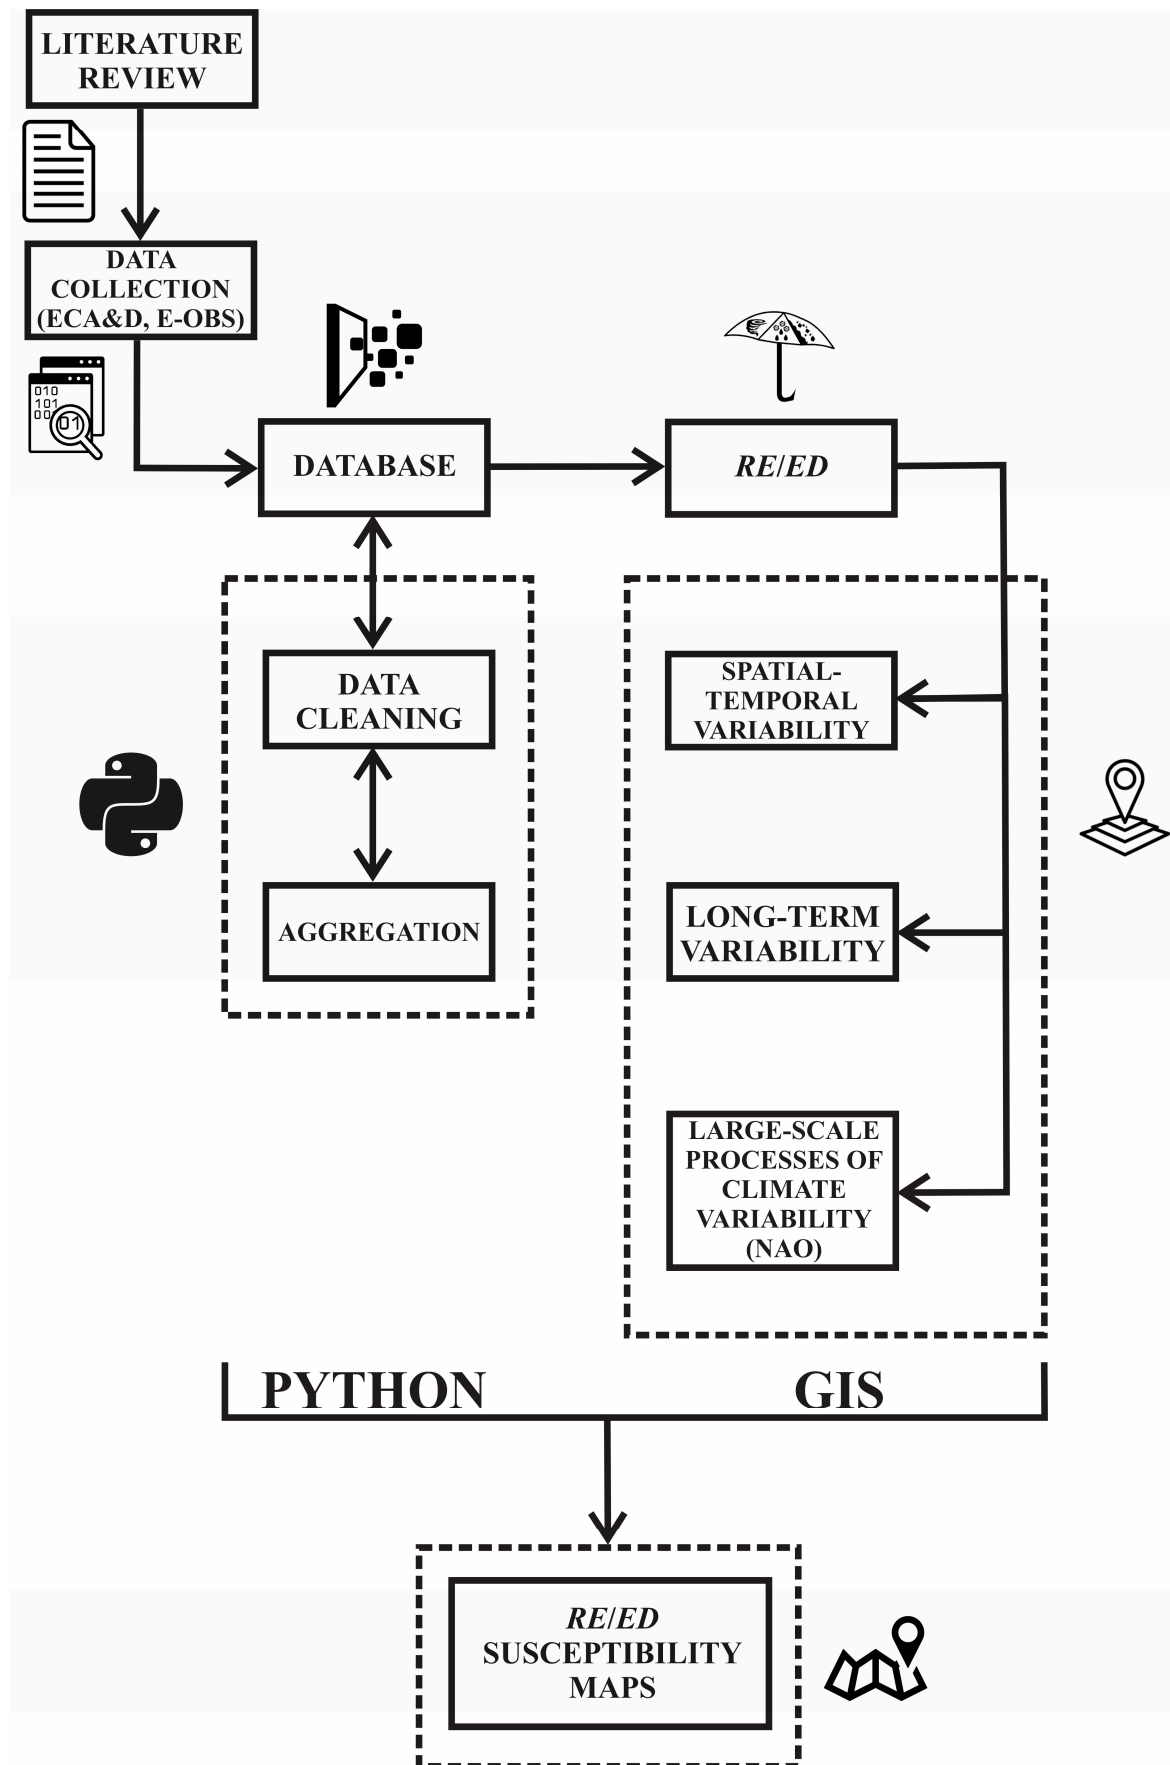 LITERATURE
REVIEW
DATA
COLLECTION
(ECA&D, E-OBS)
010
101
00
01
DATABASE
RE/ED
DATA
CLEANING
AGGREGATION
SPATIAL-
TEMPORAL
VARIABILITY
LONG-TERM
VARIABILITY
LARGE-SCALE
PROCESSES OF
CLIMATE
VARIABILITY
(NAO)
PYTHON
GIS
RE/ED
SUSCEPTIBILITY
MAPS